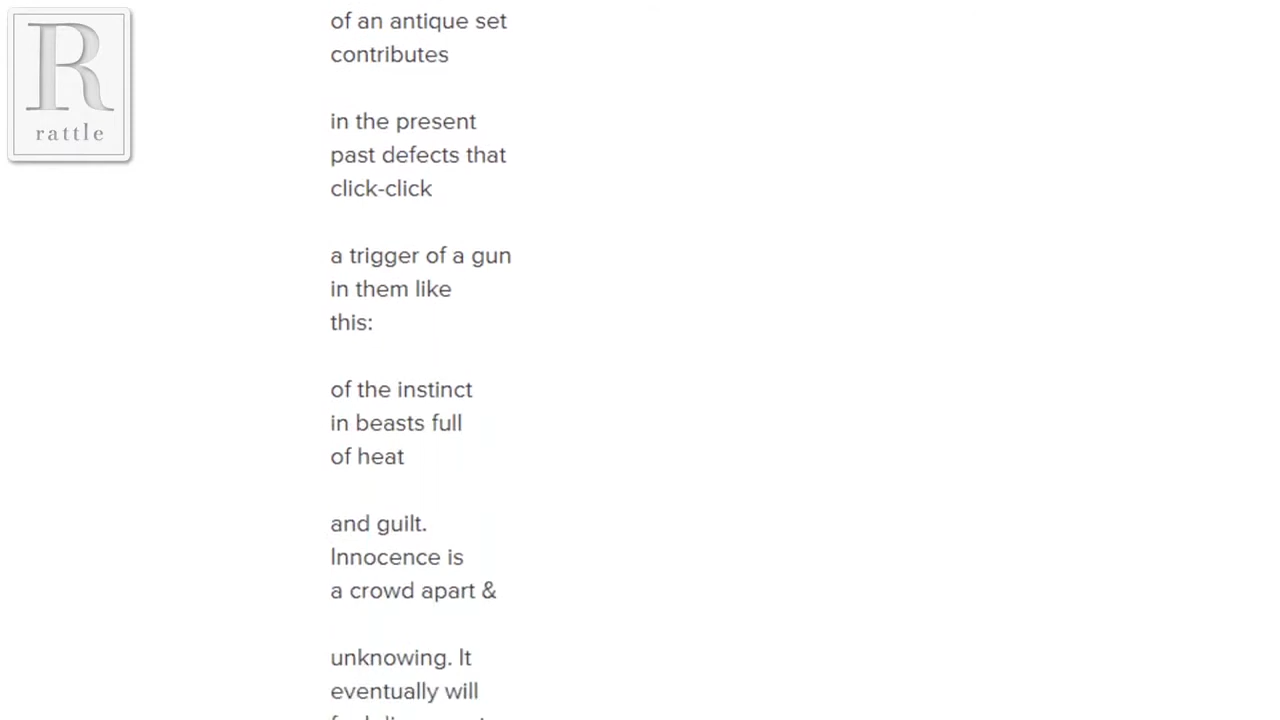 R
rattle
of an antique set
contributes
in the present
past defects that
click-click
a trigger of a gun
in them like
this:
of the instinct
in beasts full
of heat
and guilt.
Innocence is
a crowd apart &
unknowing. It
eventually will